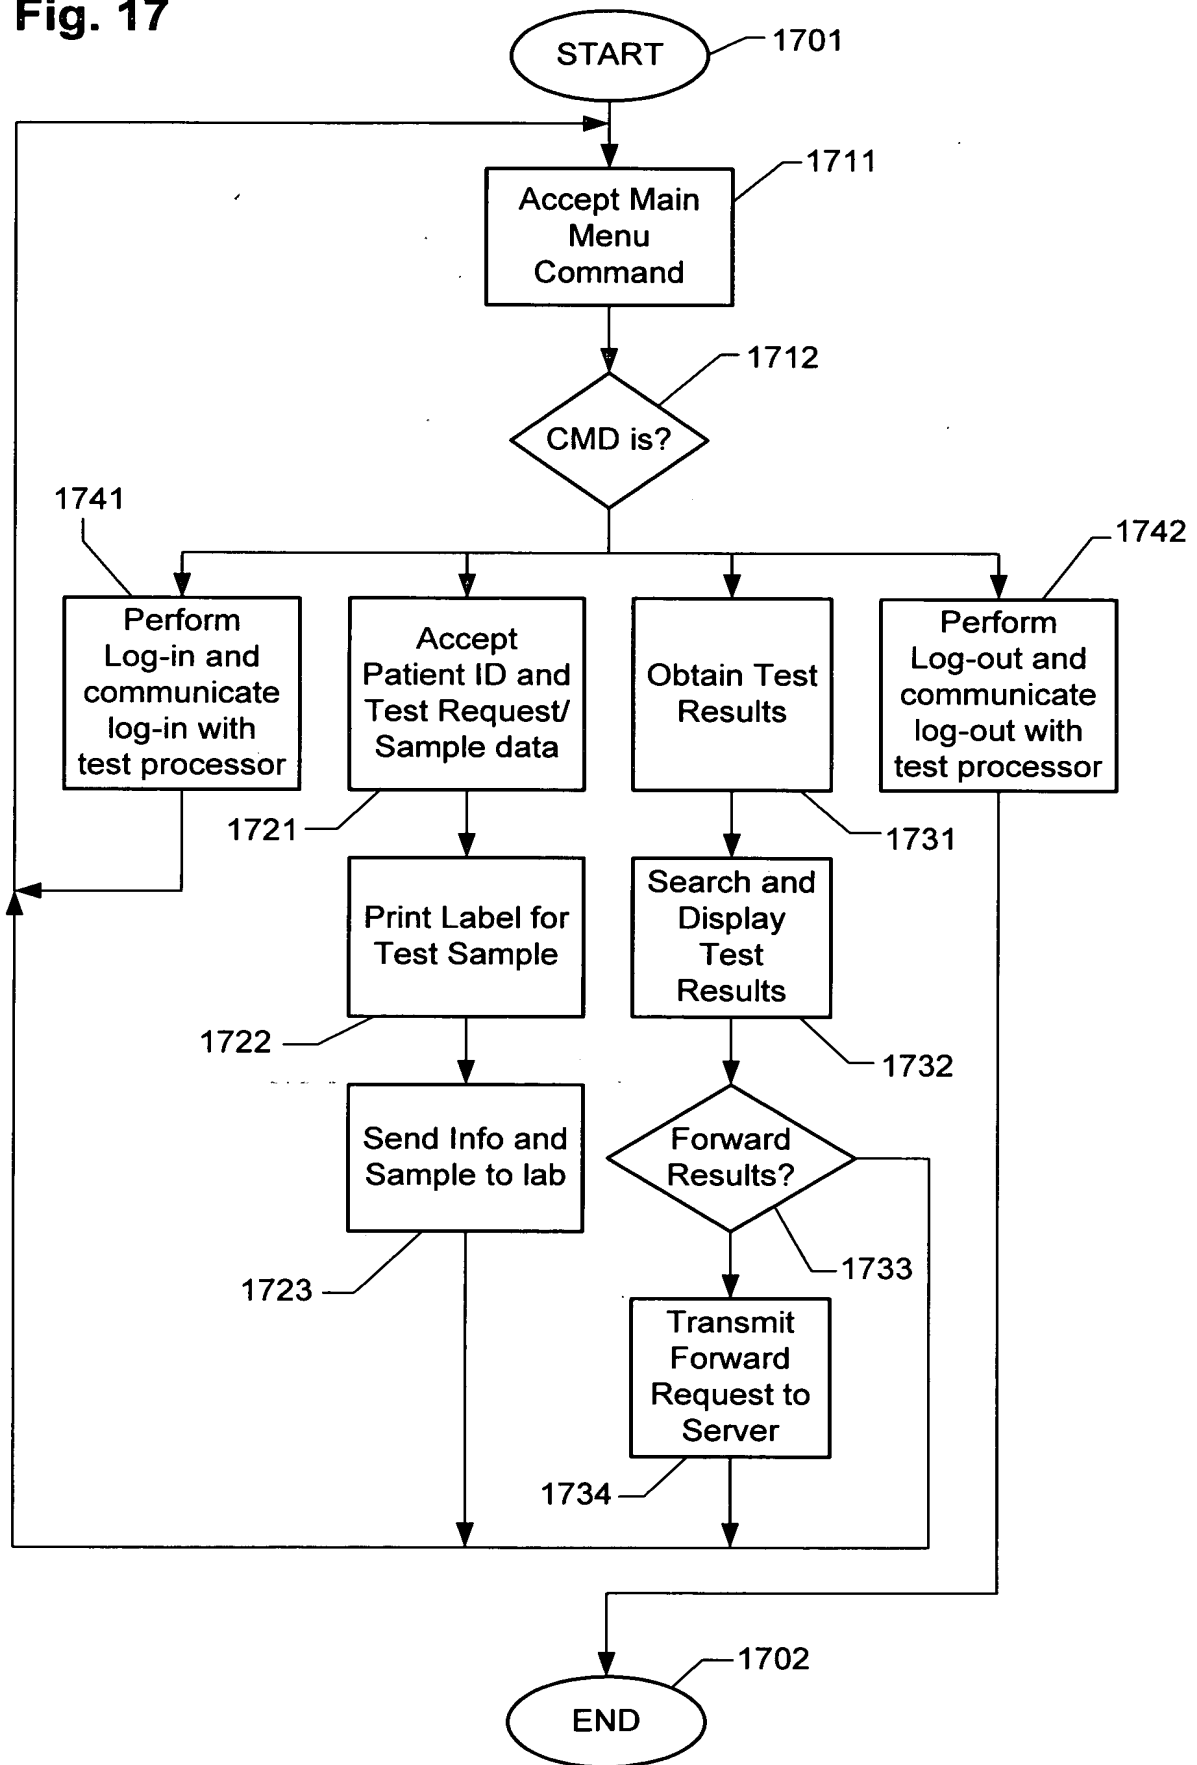 Fig. 17
START
1701
1711
Accept Main
Menu
Command
1712
CMD is?
1741
1742
Perform
Log-in and
communicate
log-in with
test processor
Accept
Patient ID and
Test Request/
Sample data
Obtain Test
Results
Perform
Log-out and
communicate
log-out with
test processor
1721
1731
Print Label for
Test Sample
Search and
Display
Test
Results
1722
1732
Send Info and
Sample to lab
Forward
Results?
1723
1733
Transmit
Forward
Request to
Server
1734
1702
END